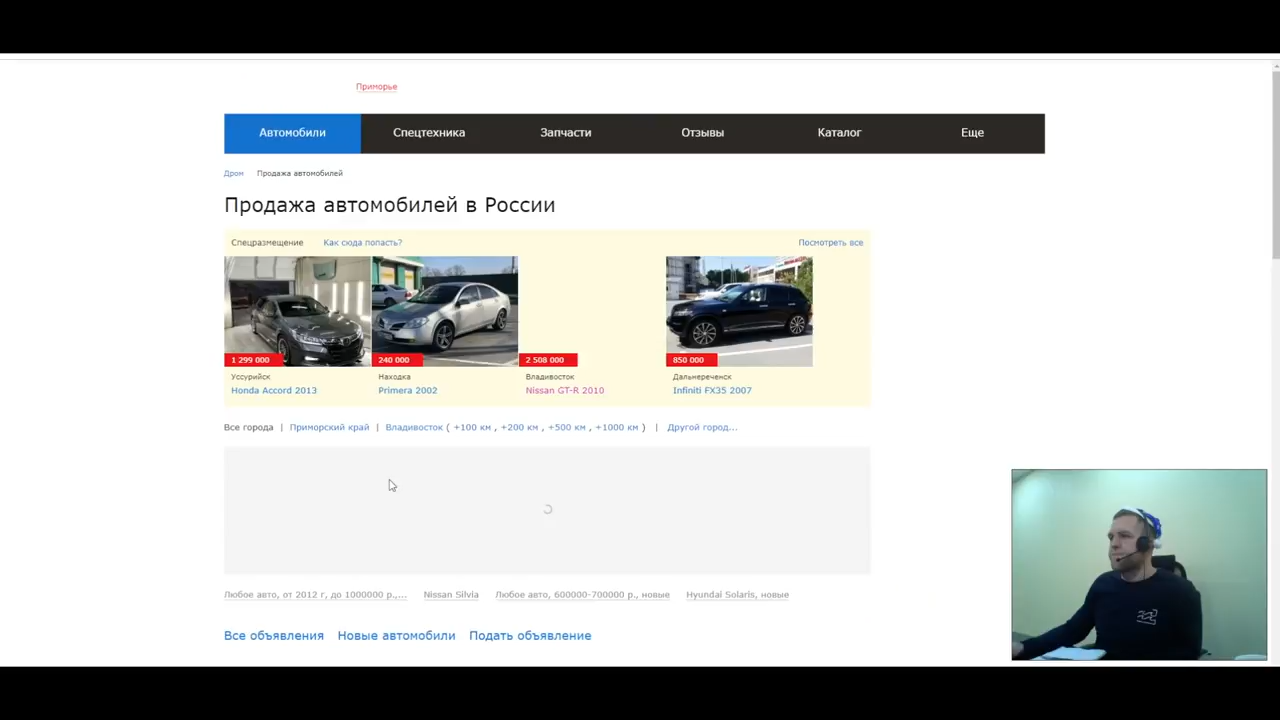 Приморье
Автомобили Спецтехника Запчасти Отзывы Каталог Еще
Дром Продажа автомобилей
Продажа автомобилей в России
Спецразмещение Как сюда попасть? Посмотреть все
1 299 000 240 000 2 508 000 850 000
Уссурийск Находка Владивосток Дальнереченск
Honda Accord 2013 Primera 2002 Nissan GT-R 2010 Infiniti FX35 2007
Все города | Приморский край | Владивосток ( +100 км , +200 км , +500 км , +1000 км ) | Другой город...
Любое авто, от 2012 г, до 1000000 р.,... Nissan Silvia Любое авто, 600000-700000 р., новые Hyundai Solaris, новые
Все объявления Новые автомобили Подать объявление